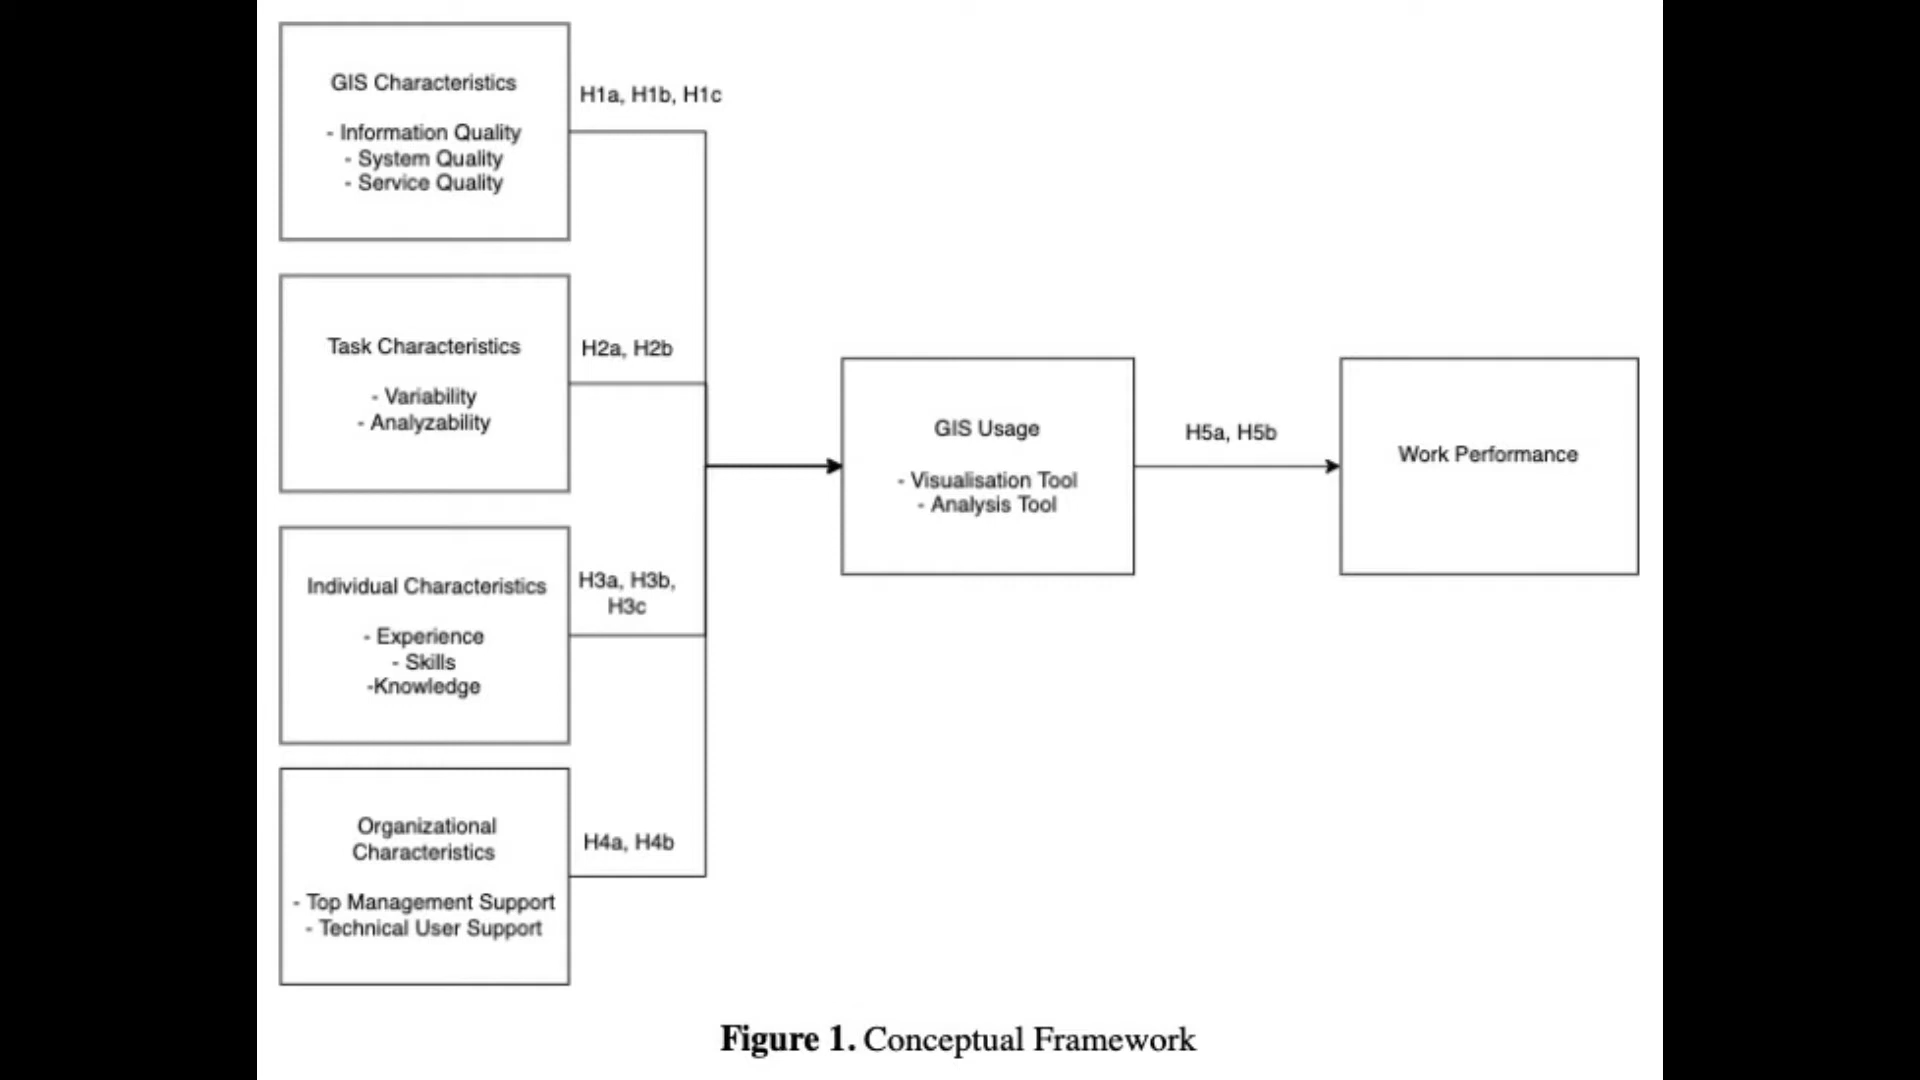 GIS Characteristics
- Information Quality
- System Quality
- Service Quality
H1a, H1b, H1c
Task Characteristics
- Variability
- Analyzability
H2a, H2b
Individual Characteristics
- Experience
- Skills
-Knowledge
H3a, H3b,
H3c
Organizational
Characteristics
- Top Management Support
- Technical User Support
H4a, H4b
GIS Usage
- Visualisation Tool
- Analysis Tool
H5a, H5b
Work Performance
Figure 1. Conceptual Framework